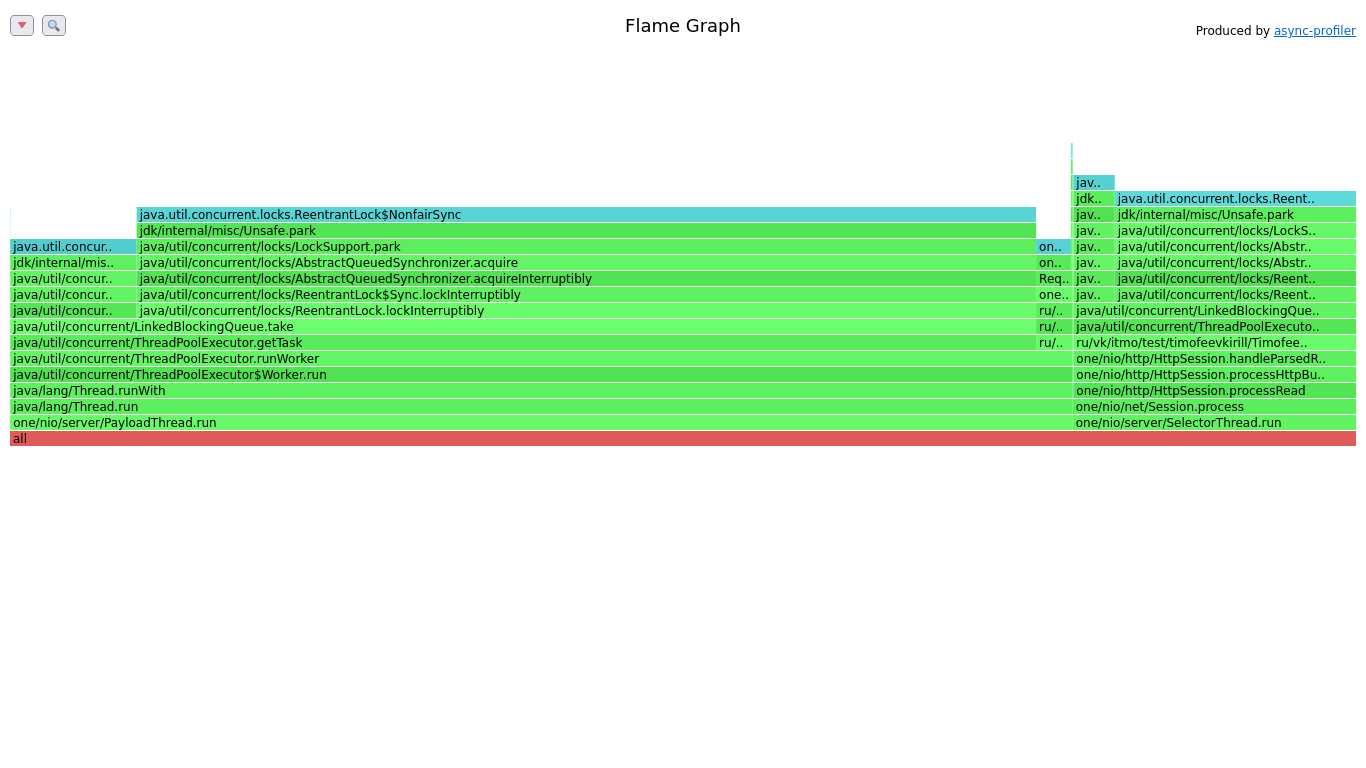 Flame Graph
Produced by async-profiler
jav..
jdk.. java.util.concurrent.locks.Reent..
java.util.concurrent.locks.ReentrantLock$NonfairSync jav.. jdk/internal/misc/Unsafe.park
jdk/internal/misc/Unsafe.park jav.. java/util/concurrent/locks/LockS..
java.util.concur.. java/util/concurrent/locks/LockSupport.park on.. jav.. java/util/concurrent/locks/Abstr..
jdk/internal/mis.. java/util/concurrent/locks/AbstractQueuedSynchronizer.acquire on.. jav.. java/util/concurrent/locks/Abstr..
java/util/concur.. java/util/concurrent/locks/AbstractQueuedSynchronizer.acquireInterruptibly Req.. jav.. java/util/concurrent/locks/Reent..
java/util/concur.. java/util/concurrent/locks/ReentrantLock$Sync.lockInterruptibly one.. jav.. java/util/concurrent/locks/Reent..
java/util/concur.. java/util/concurrent/locks/ReentrantLock.lockInterruptibly ru/.. java/util/concurrent/LinkedBlockingQue..
java/util/concurrent/LinkedBlockingQueue.take ru/.. java/util/concurrent/ThreadPoolExecuto..
java/util/concurrent/ThreadPoolExecutor.getTask ru/.. ru/vk/itmo/test/timofeevkirill/Timofee..
java/util/concurrent/ThreadPoolExecutor.runWorker one/nio/http/HttpSession.handleParsedR..
java/util/concurrent/ThreadPoolExecutor$Worker.run one/nio/http/HttpSession.processHttpBu..
java/lang/Thread.runWith one/nio/http/HttpSession.processRead
java/lang/Thread.run one/nio/net/Session.process
one/nio/server/PayloadThread.run one/nio/server/SelectorThread.run
all